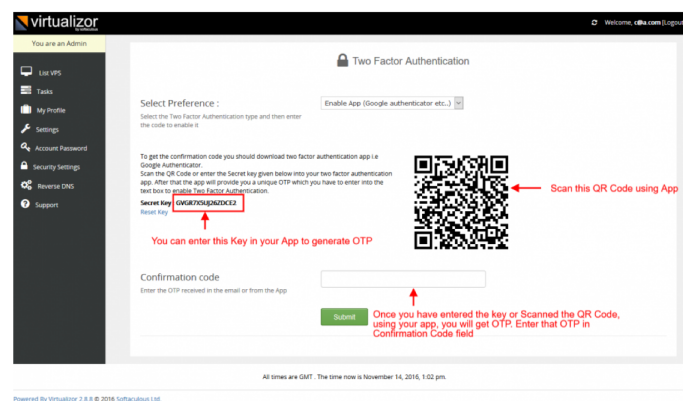 virtualizor
by Softaculous
Welcome, c@a.com [Logout
You are an Admin
List VPS
Tasks
My Profile
Settings
Account Password
Security Settings
Reverse DNS
Support
Two Factor Authentication
Select Preference :
Select the Two Factor Authentication type and then enter
the code to enable it
Enable App (Google authenticator etc..)
To get the confirmation code you should download two factor authentication app i.e
Google Authenticator.
Scan the QR Code or enter the Secret key given below into your two factor authentication
app. After that the app will provide you a unique OTP which you have to enter into the
text box to enable Two Factor Authentication.
Secret Key : GVGR7X5UJ26ZDCE2
Reset Key
Scan this QR Code using App
You can enter this Key in your App to generate OTP
Confirmation code
Enter the OTP received in the email or from the App
Submit
Once you have entered the key or Scanned the QR Code,
using your app, you will get OTP. Enter that OTP in
Confirmation Code field
All times are GMT . The time now is November 14, 2016, 1:02 pm.
Powered By Virtualizor 2.8.8 © 2016 Softaculous Ltd.